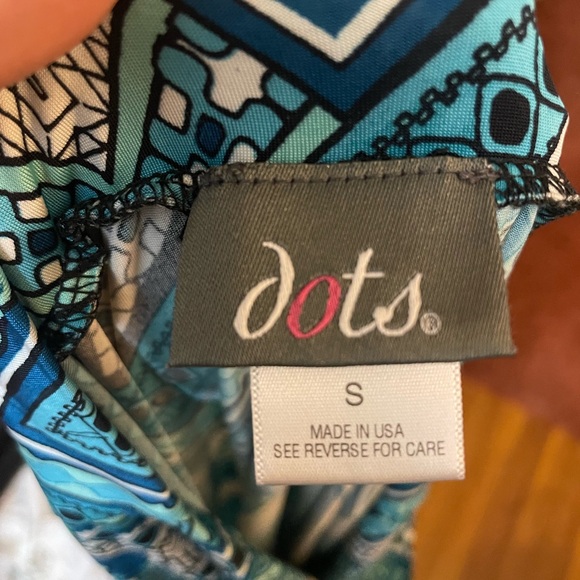 dots®
S
MADE IN USA
SEE REVERSE FOR CARE